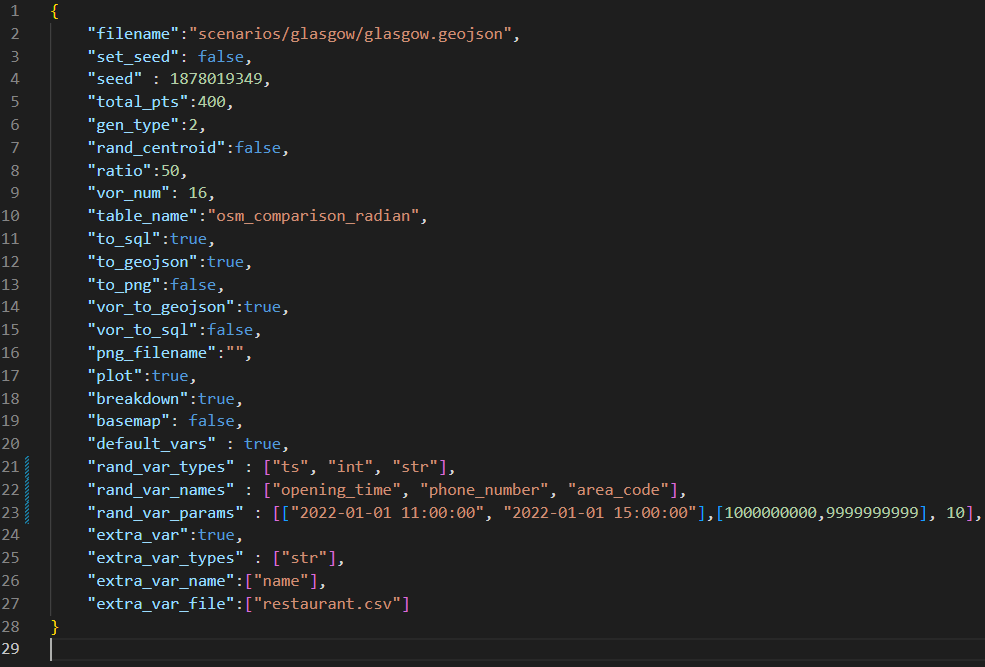 1 {
2 "filename":"scenarios/glasgow/glasgow.geojson",
3 "set_seed": false,
4 "seed" : 1878019349,
5 "total_pts":400,
6 "gen_type":2,
7 "rand_centroid":false,
8 "ratio":50,
9 "vor_num": 16,
10 "table_name":"osm_comparison_radian",
11 "to_sql":true,
12 "to_geojson":true,
13 "to_png":false,
14 "vor_to_geojson":true,
15 "vor_to_sql":false,
16 "png_filename":"",
17 "plot":true,
18 "breakdown":true,
19 "basemap": false,
20 "default_vars" : true,
21 "rand_var_types" : ["ts", "int", "str"],
22 "rand_var_names" : ["opening_time", "phone_number", "area_code"],
23 "rand_var_params" : [["2022-01-01 11:00:00", "2022-01-01 15:00:00"],[1000000000,9999999999], 10],
24 "extra_var":true,
25 "extra_var_types" : ["str"],
26 "extra_var_name":["name"],
27 "extra_var_file":["restaurant.csv"]
28 }
29